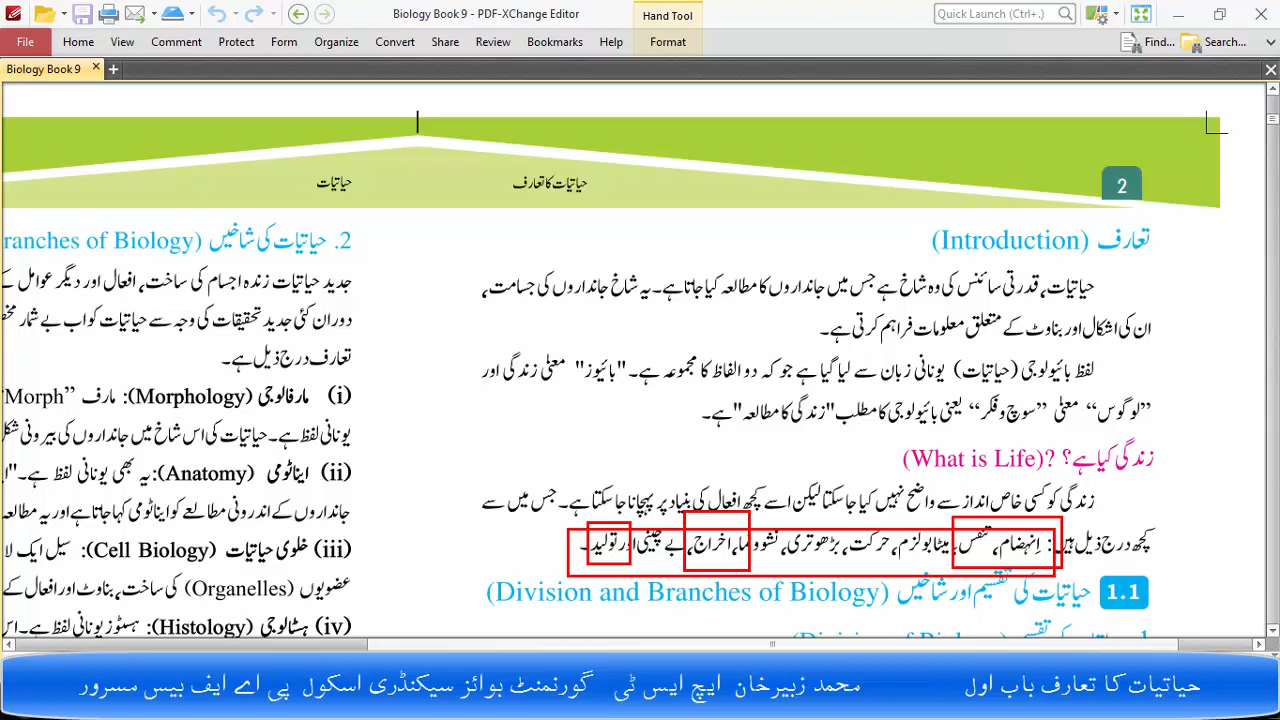 Biology Book 9 - PDF-XChange Editor
Hand Tool
Quick Launch (Ctrl+.)
File Home View Comment Protect Form Organize Convert Share Review Bookmarks Help Format
Find... Search...
Biology Book 9
2
حیاتیات کا تعارف
حیاتیات
تعارف (Introduction)
حیاتیات، قدرتی سائنس کی وہ شاخ ہے جس میں جانداروں کا مطالعہ کیا جاتا ہے۔ یہ شاخ جانداروں کی جسامت،
ان کی اشکال اور بناوٹ کے متعلق معلومات فراہم کرتی ہے۔
لفظ بائیولوجی (حیاتیات) یونانی زبان سے لیا گیا ہے جو کہ دو الفاظ کا مجموعہ ہے۔ "بائیوز" معنٰی زندگی اور
”لوگوس“ معنٰی ”سوچ و فکر“ یعنی بائیولوجی کا مطلب "زندگی کا مطالعہ" ہے۔
زندگی کیا ہے؟ (What is Life?)
زندگی کو کسی خاص انداز سے واضح نہیں کیا جاسکتا لیکن اسے کچھ افعال کی بنیاد پر پہچانا جاسکتا ہے۔ جس میں سے
کچھ درج ذیل ہیں: اِنہضام، تنفس، میٹابولزم، حرکت، بڑھوتری، نشوونما، اخراج، بے چینی اور تولید۔
1.1 حیاتیات کی تقسیم اور شاخیں (Division and Branches of Biology)
2. حیاتیات کی شاخیں (ranches of Biology
جدید حیاتیات زندہ اجسام کی ساخت، افعال اور دیگر عوامل کے
دوران کئی جدید تحقیقات کی وجہ سے حیاتیات کو اب بے شمار
تعارف درج ذیل ہے۔
(i) مارفالوجی (Morphology): مارف “Morph
یونانی لفظ ہے۔ حیاتیات کی اس شاخ میں جانداروں کی بیرونی
(ii) ایناٹومی (Anatomy): یہ بھی یونانی لفظ ہے۔
جانداروں کے اندرونی مطالعے کو ایناٹومی کہا جاتا ہے اور یہ مطالعہ
(iii) خلوی حیاتیات (Cell Biology): سیل ایک
عضویوں (Organelles) کی ساخت، بناوٹ اور افعال کے
(iv) ہسٹالوجی (Histology): ہسٹوز یونانی لفظ ہے۔ اس
حیاتیات کا تعارف باب اول محمد زبیرخان ایچ ایس ٹی گورنمنٹ بوائز سیکنڈری اسکول پی اے ایف بیس مسرور